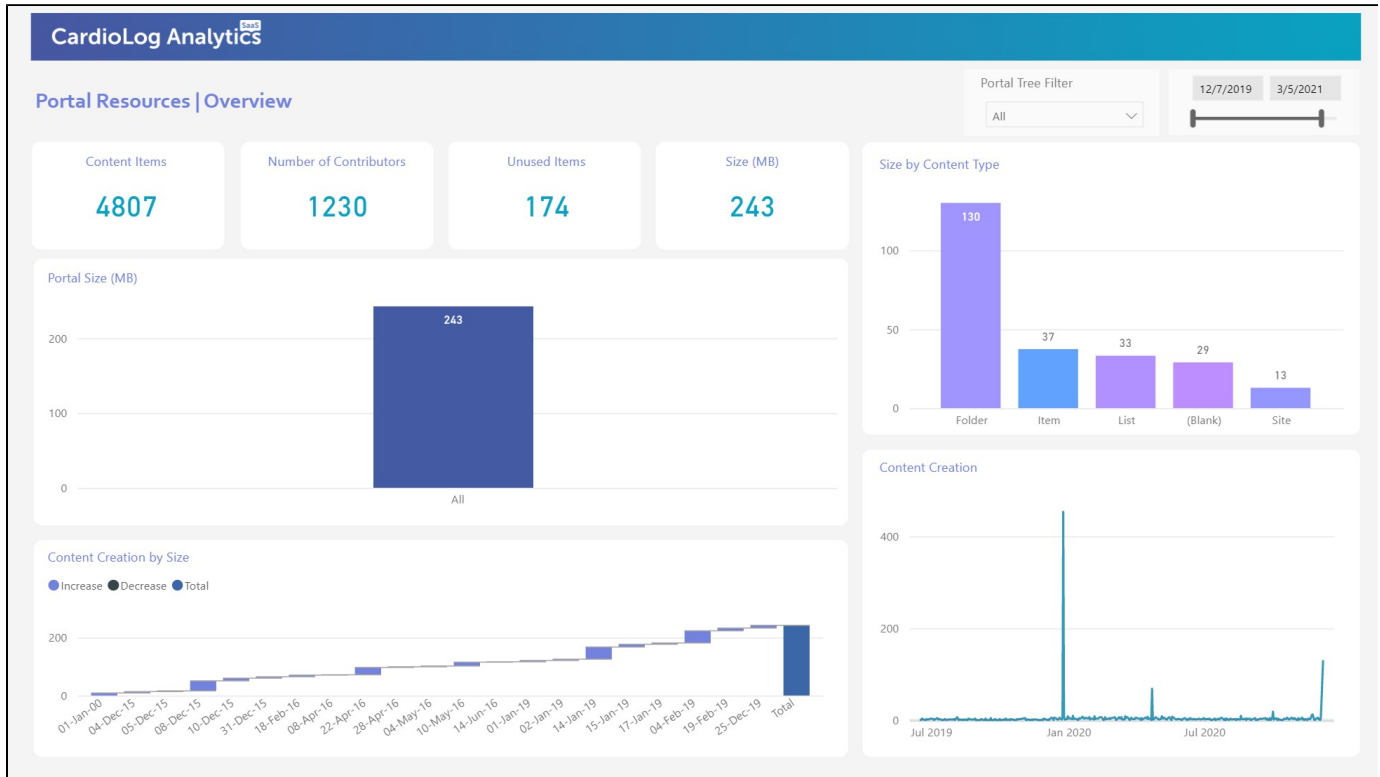 CardioLog Analytics SaaS
Portal Resources | Overview
Portal Tree Filter
All
12/7/2019 3/5/2021
Content Items
4807
Number of Contributors
1230
Unused Items
174
Size (MB)
243
Portal Size (MB)
200
100
0
243
All
Content Creation by Size
Increase Decrease Total
200
0
01-Jan-00 04-Dec-15 05-Dec-15 08-Dec-15 10-Dec-15 31-Dec-15 18-Feb-16 08-Apr-16 22-Apr-16 28-Apr-16 04-May-16 10-May-16 14-Jun-16 01-Jan-19 02-Jan-19 14-Jan-19 15-Jan-19 17-Jan-19 04-Feb-19 19-Feb-19 25-Dec-19 Total
Size by Content Type
100
50
0
130 37 33 29 13
Folder Item List (Blank) Site
Content Creation
400
200
0
Jul 2019 Jan 2020 Jul 2020